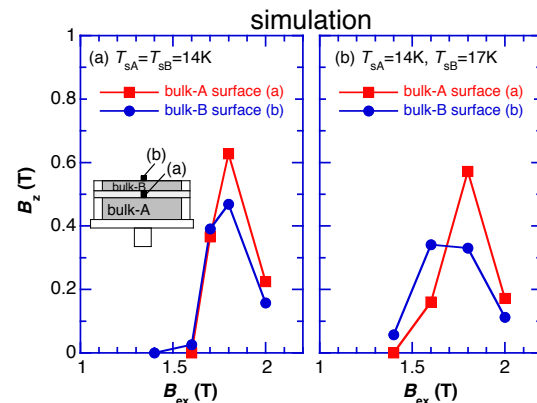 simulation
(a) TsA=TsB=14K
bulk-A surface (a)
bulk-B surface (b)
(b)
(a)
bulk-B
bulk-A
Bz (T)
1
0.8
0.6
0.4
0.2
0
1
1.5
2
Bex (T)
(b) TsA=14K, TsB=17K
bulk-A surface (a)
bulk-B surface (b)
1
1.5
2
Bex (T)